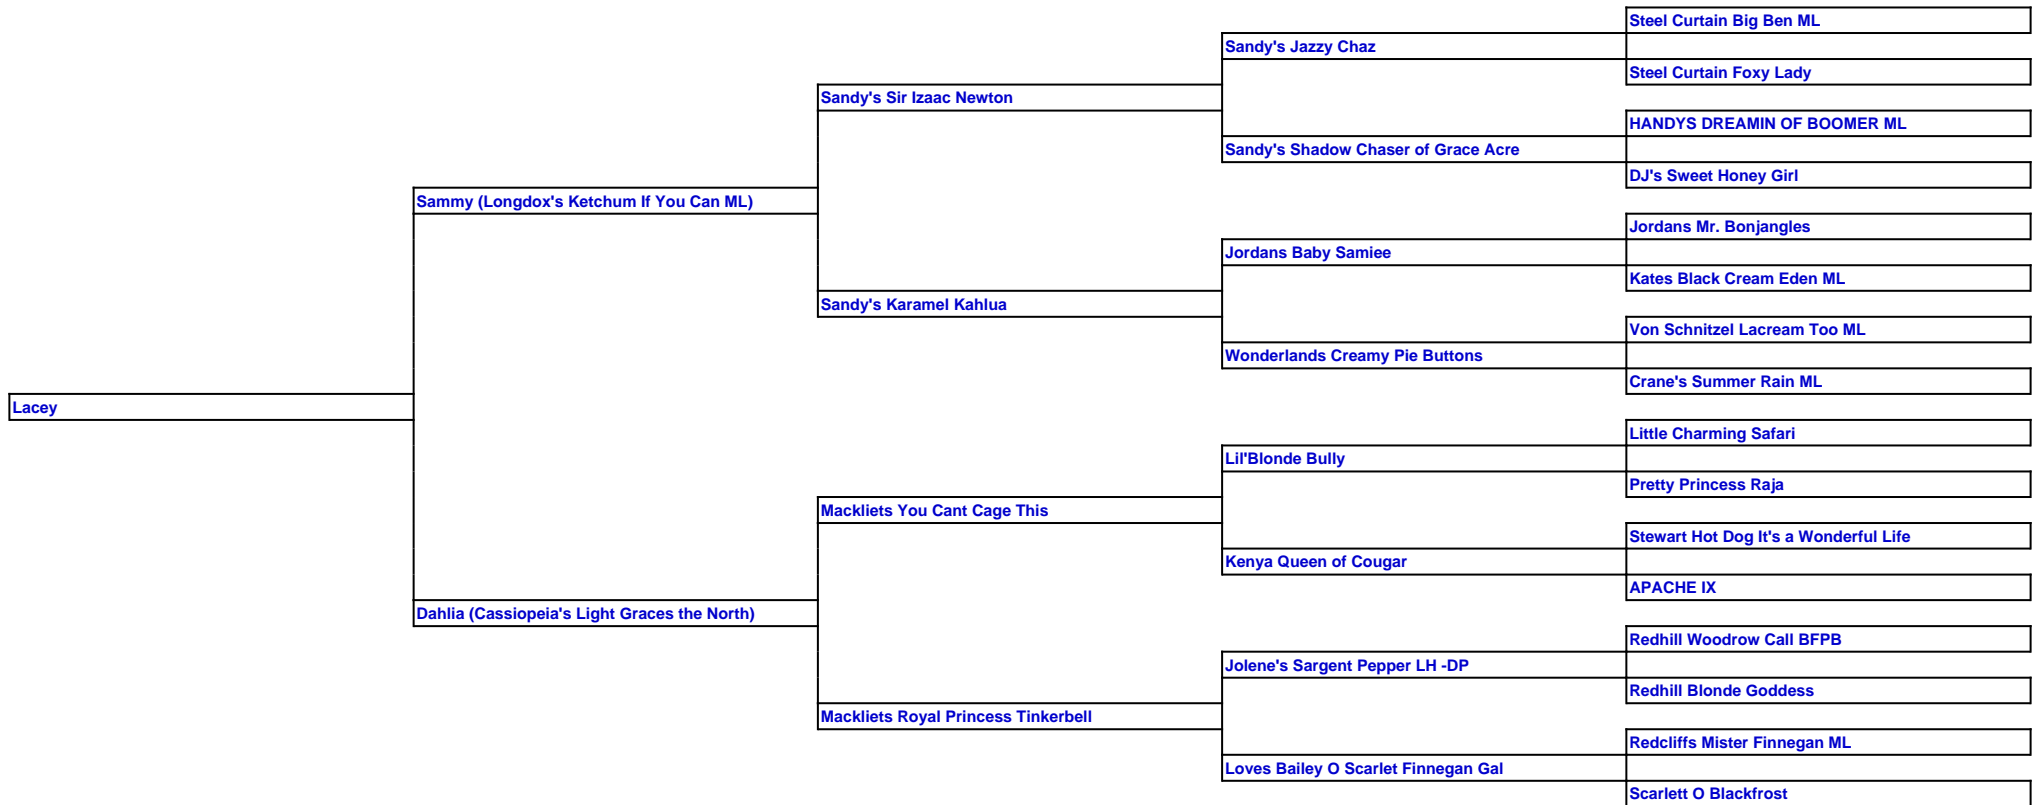 Steel Curtain Big Ben ML
Sandy's Jazzy Chaz
Steel Curtain Foxy Lady
Sandy's Sir Izaac Newton
HANDYS DREAMIN OF BOOMER ML
Sandy's Shadow Chaser of Grace Acre
DJ's Sweet Honey Girl
Sammy (Longdox's Ketchum If You Can ML)
Jordans Mr. Bonjangles
Jordans Baby Samiee
Kates Black Cream Eden ML
Sandy's Karamel Kahlua
Von Schnitzel Lacream Too ML
Wonderlands Creamy Pie Buttons
Crane's Summer Rain ML
Lacey
Little Charming Safari
Lil'Blonde Bully
Pretty Princess Raja
Mackliets You Cant Cage This
Stewart Hot Dog It's a Wonderful Life
Kenya Queen of Cougar
APACHE IX
Dahlia (Cassiopeia's Light Graces the North)
Redhill Woodrow Call BFPB
Jolene's Sargent Pepper LH -DP
Redhill Blonde Goddess
Mackliets Royal Princess Tinkerbell
Redcliffs Mister Finnegan ML
Loves Bailey O Scarlet Finnegan Gal
Scarlett O Blackfrost